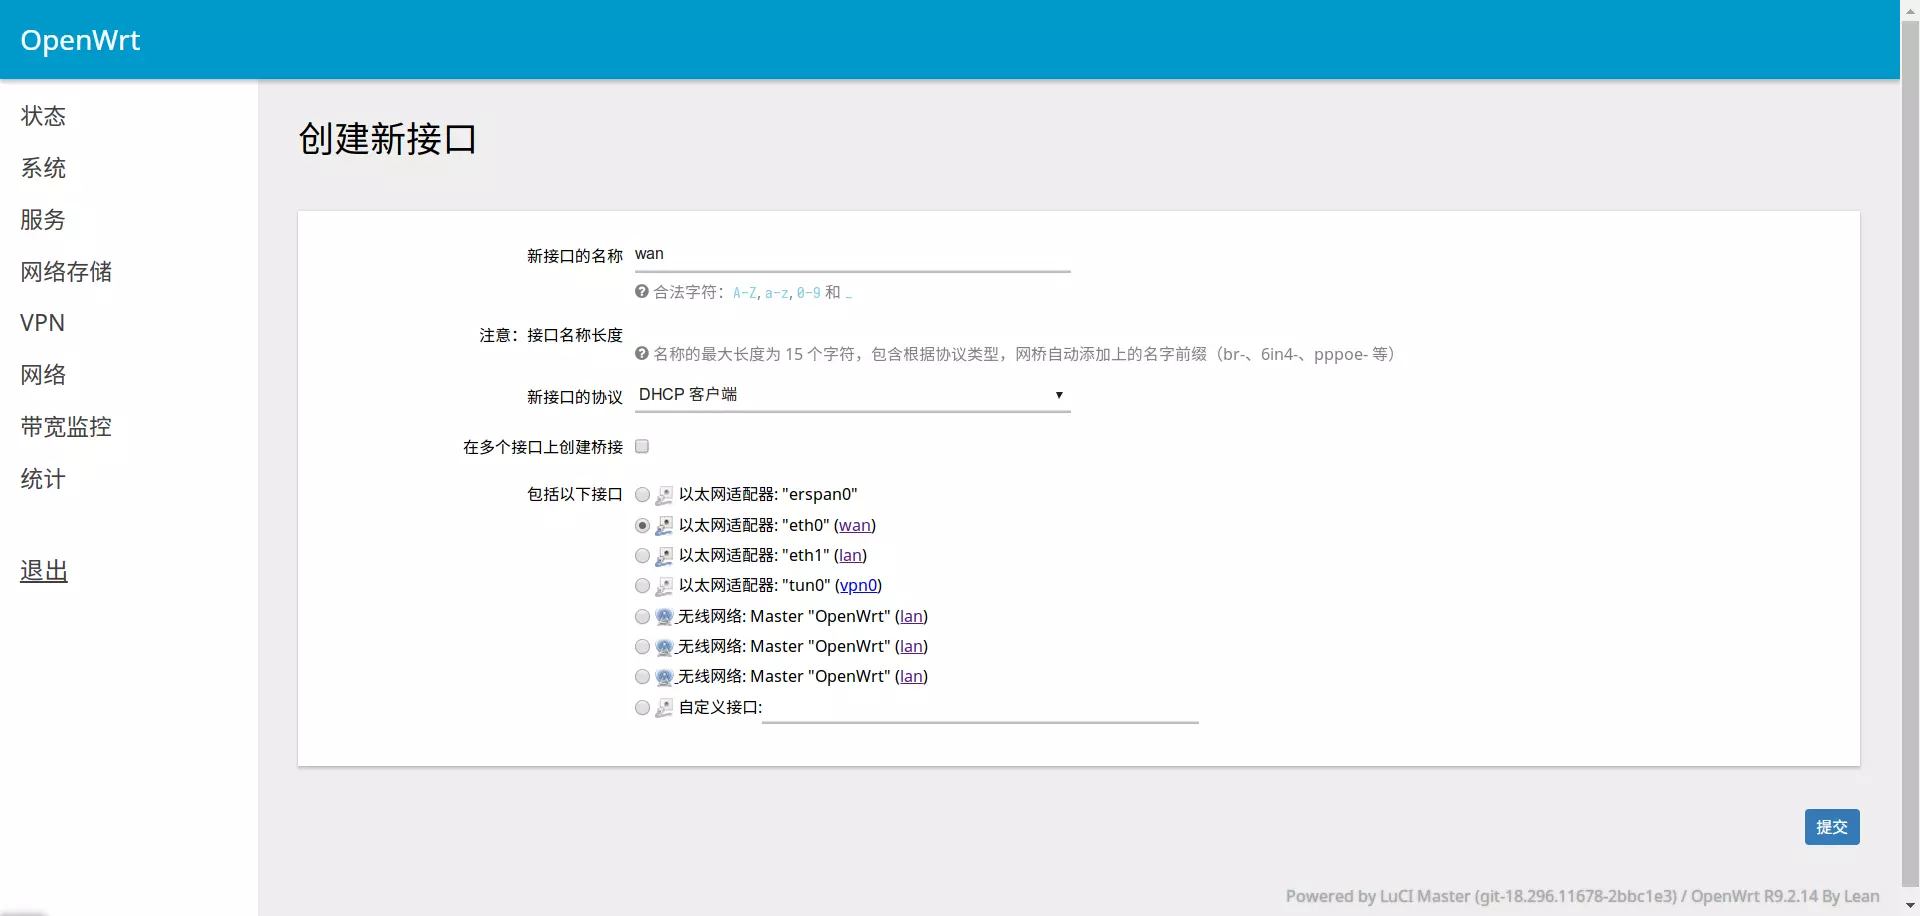 OpenWrt
状态
系统
服务
网络存储
VPN
网络
带宽监控
统计
退出
创建新接口
新接口的名称 wan
合法字符： A-Z, a-z, 0-9 和 _
注意：接口名称长度
名称的最大长度为 15 个字符，包含根据协议类型，网桥自动添加上的名字前缀（br-、6in4-、pppoe- 等）
新接口的协议 DHCP 客户端
在多个接口上创建桥接
包括以下接口 以太网适配器: "erspan0"
以太网适配器: "eth0" (wan)
以太网适配器: "eth1" (lan)
以太网适配器: "tun0" (vpn0)
无线网络: Master "OpenWrt" (lan)
无线网络: Master "OpenWrt" (lan)
无线网络: Master "OpenWrt" (lan)
自定义接口:
提交
Powered by LuCI Master (git-18.296.11678-2bbc1e3) / OpenWrt R9.2.14 By Lean